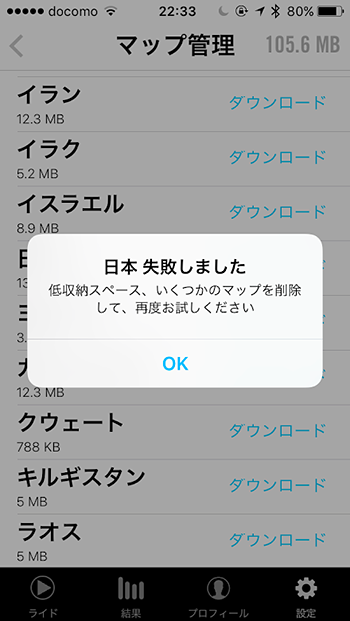 docomo 22:33 80%
マップ管理 105.6 MB
イラン ダウンロード
12.3 MB
イラク ダウンロード
5.2 MB
イスラエル ダウンロード
8.9 MB
日本 失敗しました
低収納スペース、いくつかのマップを削除
して、再度お試しください
OK
12.3 MB
クウェート ダウンロード
788 KB
キルギスタン ダウンロード
5 MB
ラオス ダウンロード
5 MB
ライド 結果 プロフィール 設定